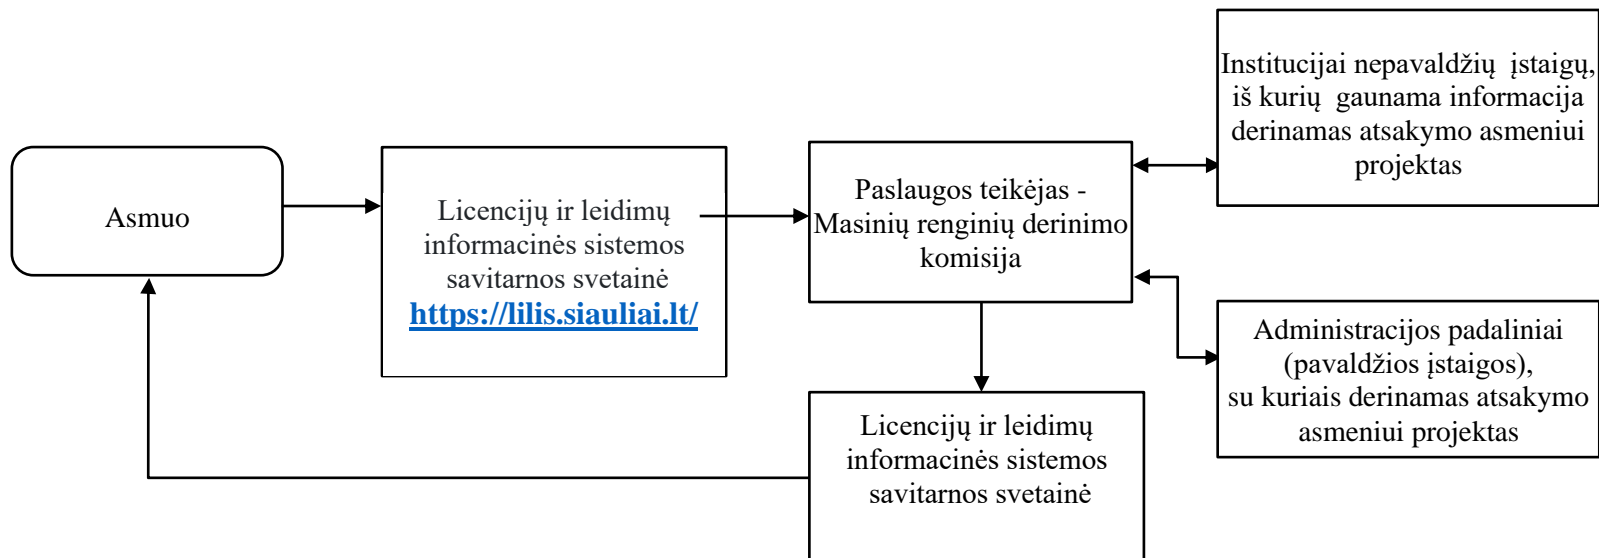 Asmuo
Licencijų ir leidimų
informacinės sistemos
savitarnos svetainė
https://lilis.siauliai.lt/
Paslaugos teikėjas -
Masinių renginių derinimo
komisija
Institucijai nepavaldžių įstaigų,
iš kurių gaunama informacija
derinamas atsakymo asmeniui
projektas
Administracijos padaliniai
(pavaldžios įstaigos),
su kuriais derinamas atsakymo
asmeniui projektas
Licencijų ir leidimų
informacinės sistemos
savitarnos svetainė